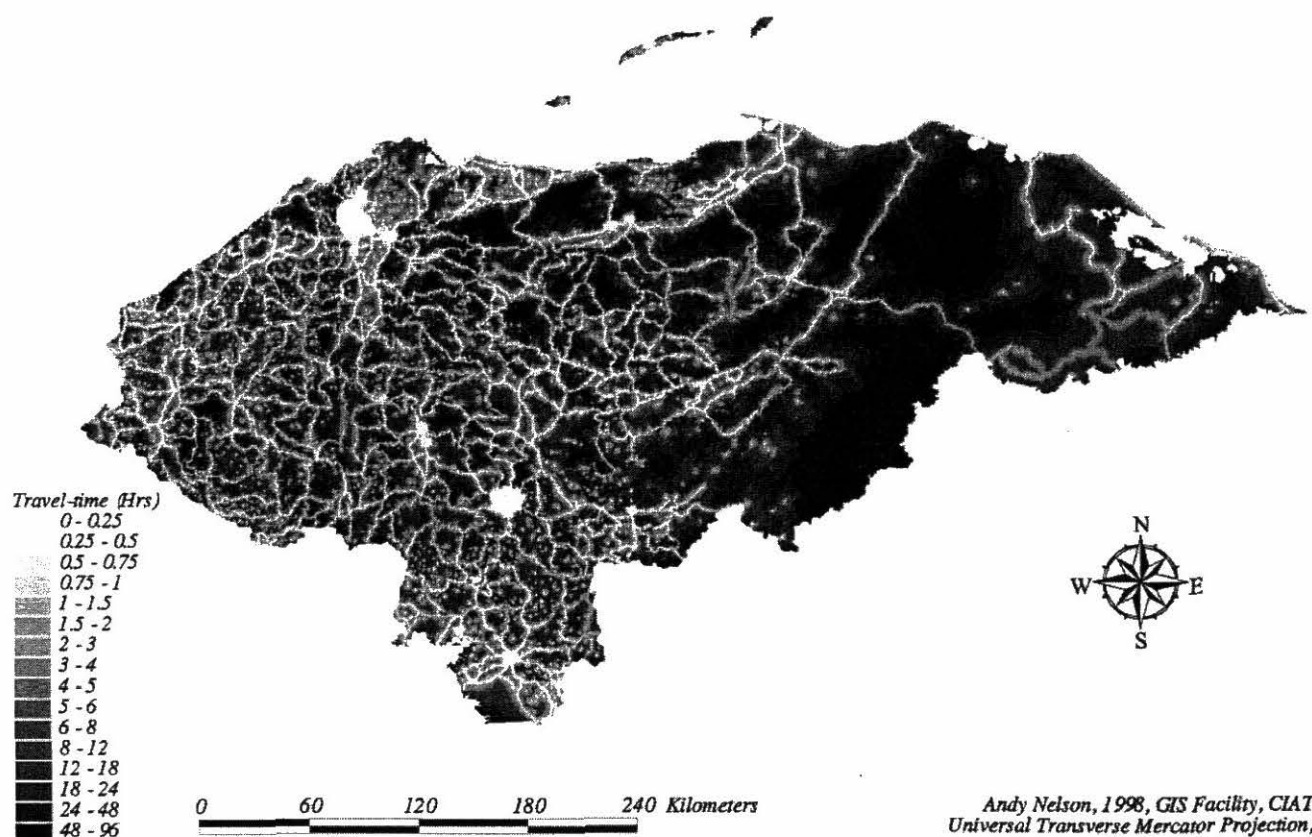 Travel-time (Hrs)
0 - 0.25
0.25 - 0.5
0.5 - 0.75
0.75 - 1
1 - 1.5
1.5 - 2
2 - 3
3 - 4
4 - 5
5 - 6
6 - 8
8 - 12
12 - 18
18 - 24
24 - 48
48 - 96
N
W E
S
0 60 120 180 240 Kilometers
Andy Nelson, 1998, GIS Facility, CIAT
Universal Transverse Mercator Projection,